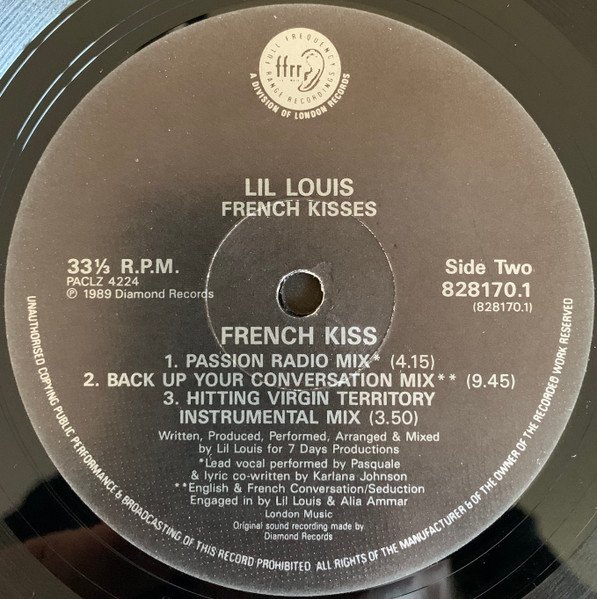 FULL FREQUENCY
ffrr
RANGE RECORDINGS
A DIVISION OF LONDON RECORDS
LIL LOUIS
FRENCH KISSES
33⅓ R.P.M.
PACLZ 4224
℗ 1989 Diamond Records
Side Two
828170.1
(828170.1)
FRENCH KISS
1. PASSION RADIO MIX* (4.15)
2. BACK UP YOUR CONVERSATION MIX** (9.45)
3. HITTING VIRGIN TERRITORY
INSTRUMENTAL MIX (3.50)
Written, Produced, Performed, Arranged & Mixed
by Lil Louis for 7 Days Productions
*Lead vocal performed by Pasquale
& lyric co-written by Karlana Johnson
**English & French Conversation/Seduction
Engaged in by Lil Louis & Alia Ammar
London Music
Original sound recording made by
Diamond Records
UNAUTHORISED COPYING PUBLIC PERFORMANCE & BROADCASTING OF THIS RECORD PROHIBITED ALL RIGHTS OF THE MANUFACTURER & OF THE OWNER OF THE RECORDED WORK RESERVED